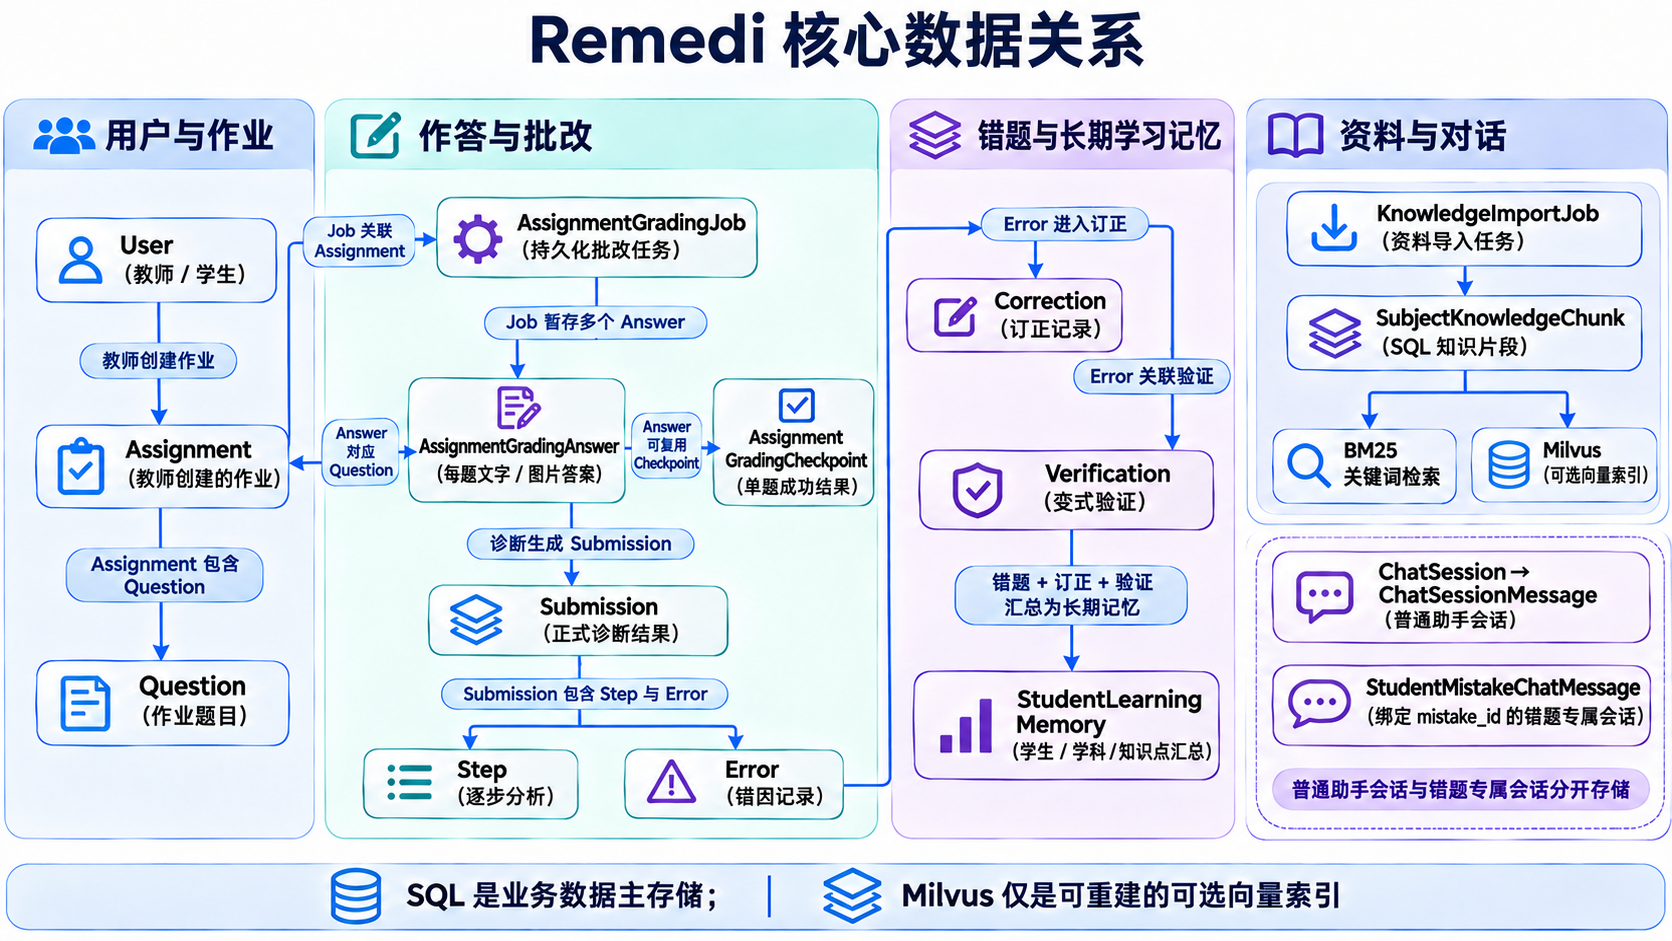 Remedi 核心数据关系
用户与作业
User
（教师 / 学生）
教师创建作业
Assignment
（教师创建的作业）
Assignment 包含
Question
Question
（作业题目）
作答与批改
Job 关联
Assignment
AssignmentGradingJob
（持久化批改任务）
Job 暂存多个 Answer
Answer
对应
Question
AssignmentGradingAnswer
（每题文字 / 图片答案）
Answer
可复用
Checkpoint
Assignment
GradingCheckpoint
（单题成功结果）
诊断生成 Submission
Submission
（正式诊断结果）
Submission 包含 Step 与 Error
Step
（逐步分析）
Error
（错因记录）
错题与长期学习记忆
Error 进入订正
Correction
（订正记录）
Error 关联验证
Verification
（变式验证）
错题 + 订正 + 验证
汇总为长期记忆
StudentLearning
Memory
（学生 / 学科 / 知识点汇总）
资料与对话
KnowledgeImportJob
（资料导入任务）
SubjectKnowledgeChunk
（SQL 知识片段）
BM25
关键词检索
Milvus
（可选向量索引）
ChatSession →
ChatSessionMessage
（普通助手会话）
StudentMistakeChatMessage
（绑定 mistake_id 的错题专属会话）
普通助手会话与错题专属会话分开存储
SQL 是业务数据主存储；
Milvus 仅是可重建的可选向量索引